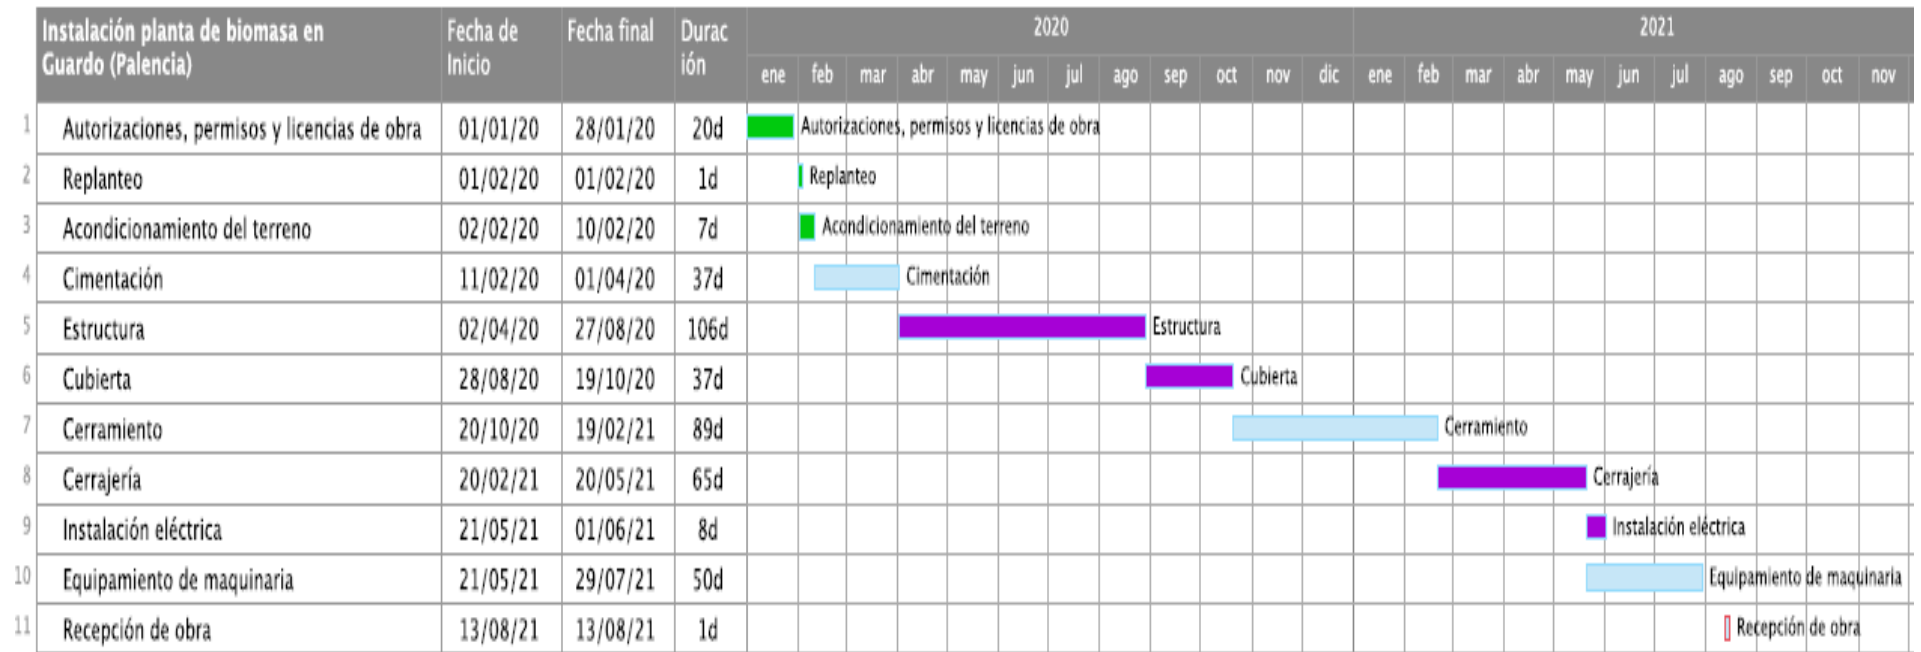 Instalación planta de biomasa en
Guardo (Palencia)
Fecha de
Inicio
Fecha final
Durac
ión
2020
2021
ene feb mar abr may jun jul ago sep oct nov dic ene feb mar abr may jun jul ago sep oct nov
1 Autorizaciones, permisos y licencias de obra 01/01/20 28/01/20 20d Autorizaciones, permisos y licencias de obra
2 Replanteo 01/02/20 01/02/20 1d Replanteo
3 Acondicionamiento del terreno 02/02/20 10/02/20 7d Acondicionamiento del terreno
4 Cimentación 11/02/20 01/04/20 37d Cimentación
5 Estructura 02/04/20 27/08/20 106d Estructura
6 Cubierta 28/08/20 19/10/20 37d Cubierta
7 Cerramiento 20/10/20 19/02/21 89d Cerramiento
8 Cerrajería 20/02/21 20/05/21 65d Cerrajería
9 Instalación eléctrica 21/05/21 01/06/21 8d Instalación eléctrica
10 Equipamiento de maquinaria 21/05/21 29/07/21 50d Equipamiento de maquinaria
11 Recepción de obra 13/08/21 13/08/21 1d Recepción de obra